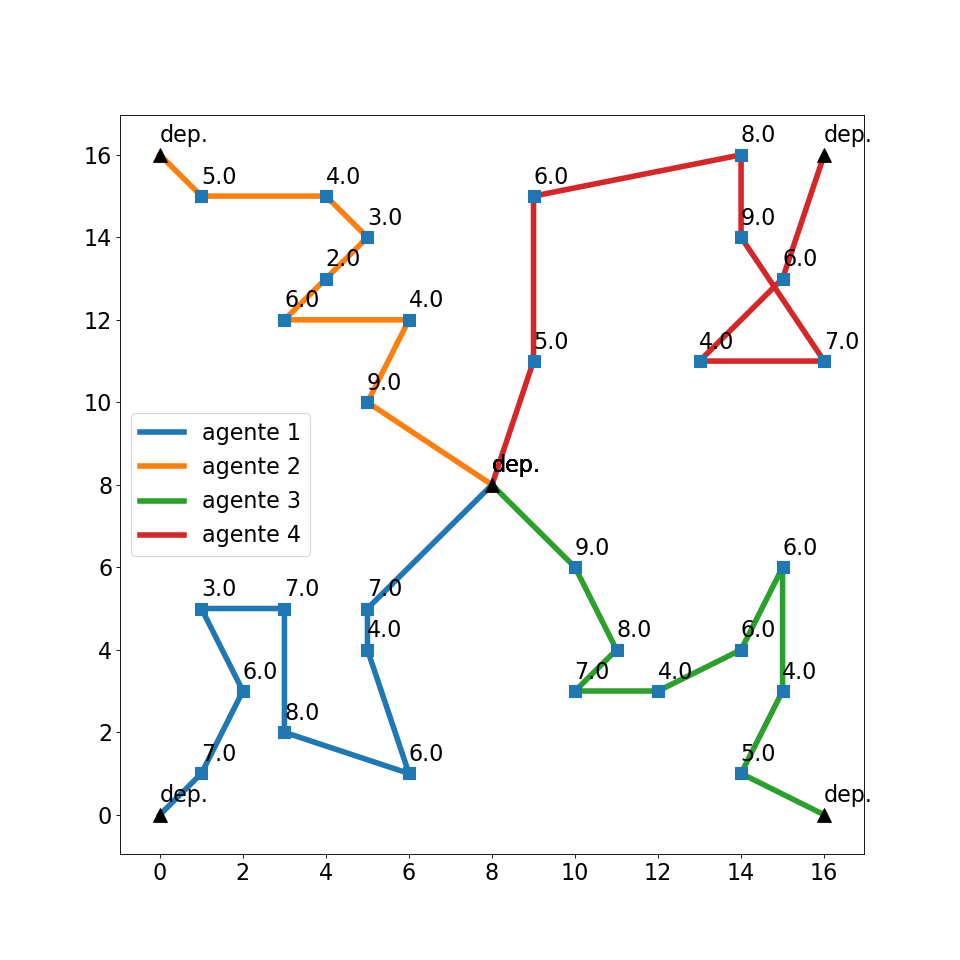 dep. 8.0 dep.
16
5.0 4.0 6.0
3.0 9.0
14
2.0 6.0
6.0 4.0
12
5.0 4.0 7.0
9.0
10
agente 1
agente 2
agente 3
agente 4
8
dep. dep.
9.0 6.0
6
3.0 7.0 7.0
4.0 8.0 6.0
4
6.0 7.0 4.0 4.0
8.0
2
7.0 6.0 5.0
dep. dep.
0
0 2 4 6 8 10 12 14 16